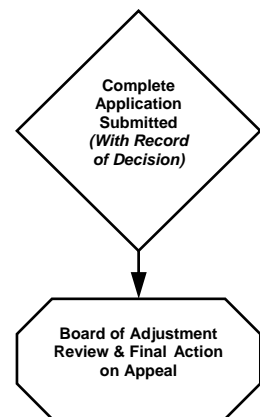 Complete
Application
Submitted
(With Record
of Decision)
Board of Adjustment
Review & Final Action
on Appeal